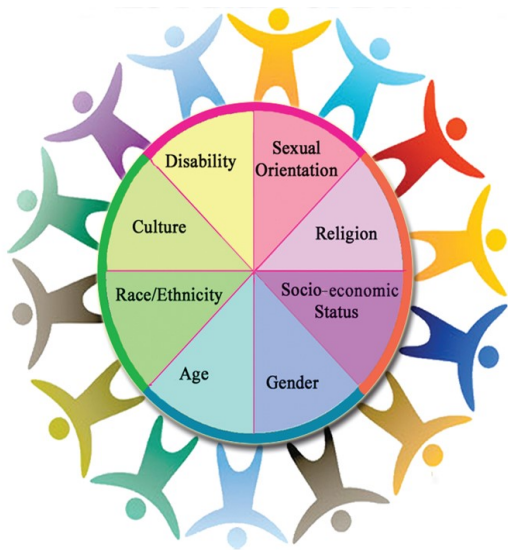 Disability
Sexual
Orientation
Culture
Religion
Race/Ethnicity
Socio-economic
Status
Age
Gender